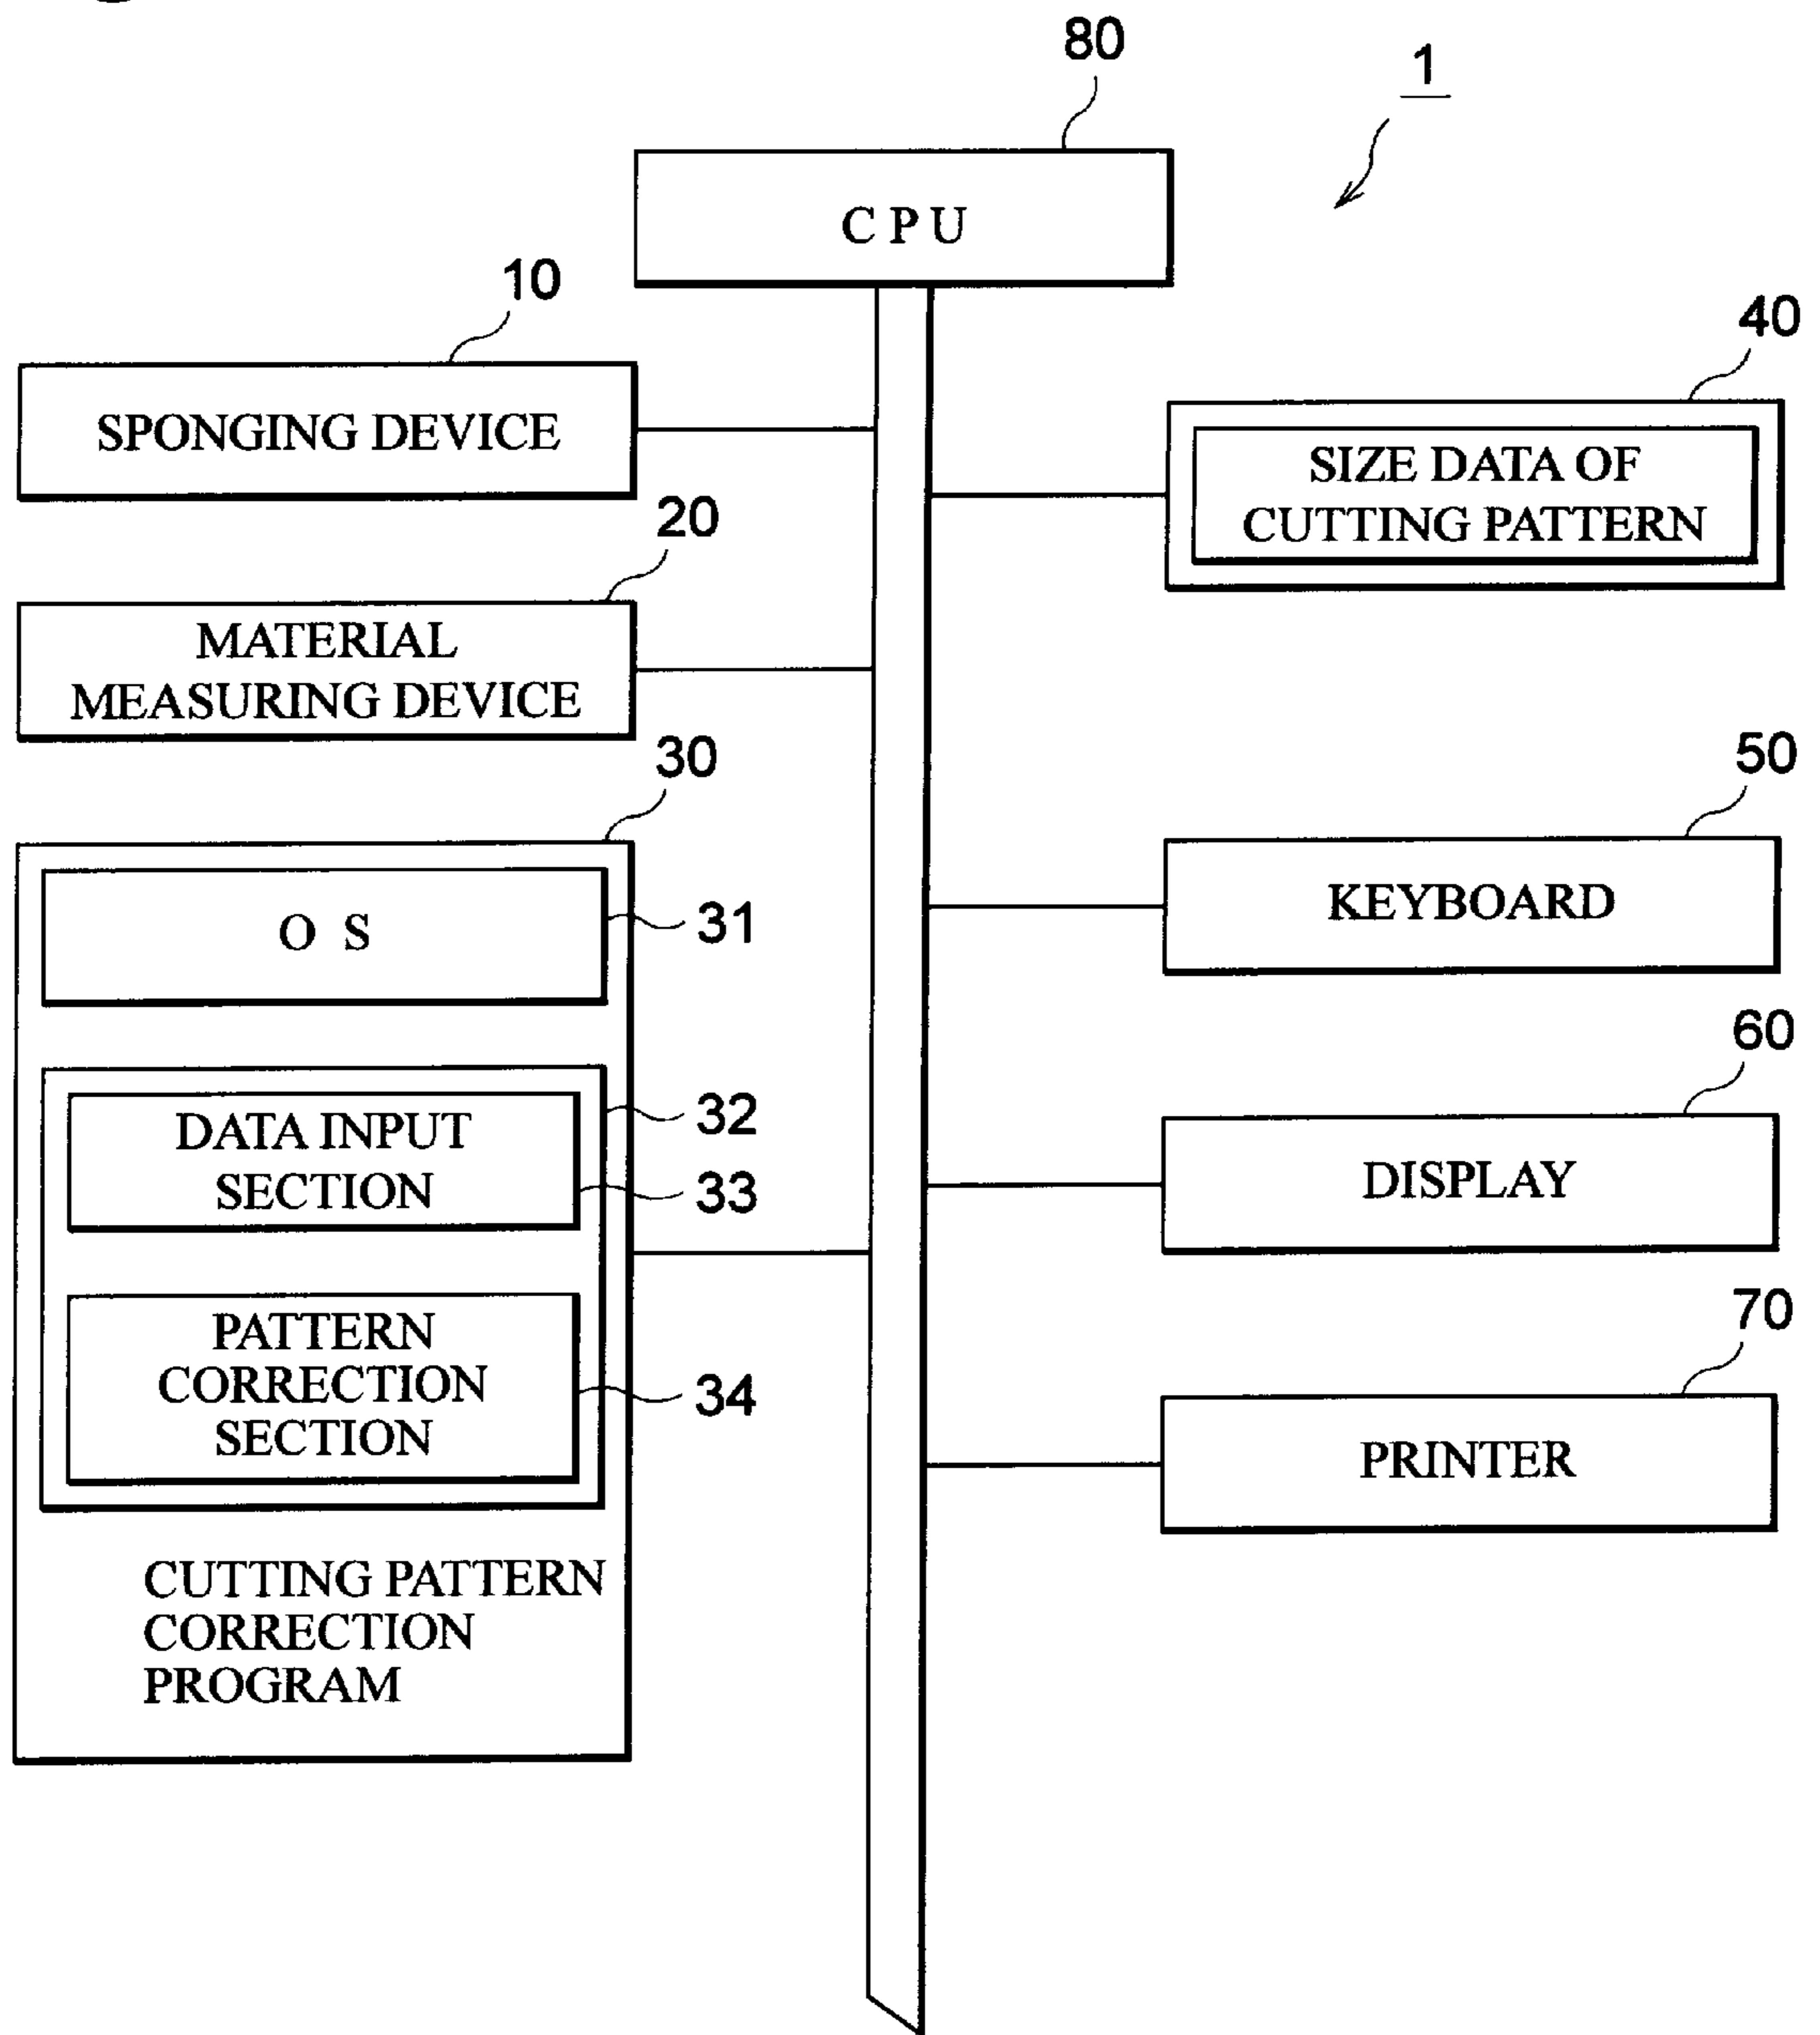 80
1
C P U
10
SPONGING DEVICE
40
SIZE DATA OF
CUTTING PATTERN
20
MATERIAL
MEASURING DEVICE
30
O S
31
50
KEYBOARD
32
DATA INPUT
SECTION
33
60
DISPLAY
PATTERN
CORRECTION
SECTION
34
70
PRINTER
CUTTING PATTERN
CORRECTION
PROGRAM